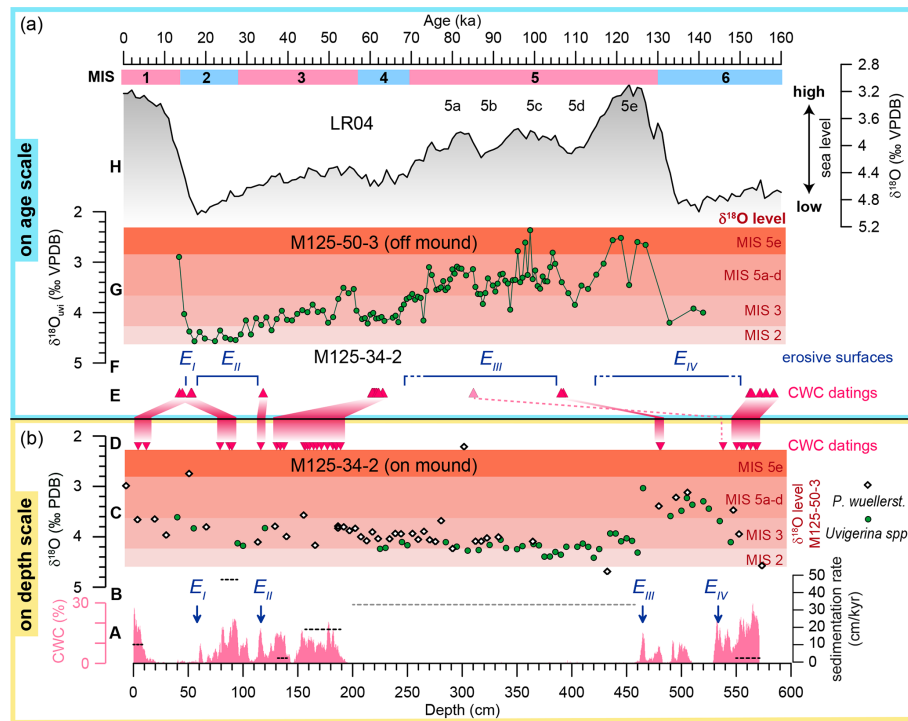 (a)
Age (ka)
0 10 20 30 40 50 60 70 80 90 100 110 120 130 140 150 160
MIS 1 2 3 4 5 6
2.8
3.2
3.6
4
4.4
4.8
5.2
δ18O (‰ VPDB)
high
sea level
low
5a 5b 5c 5d 5e
LR04
H
on age scale
δ18O level
2
3
4
5
δ18Ouvi (‰ VPDB)
G
M125-50-3 (off mound)
MIS 5e
MIS 5a-d
MIS 3
MIS 2
F
M125-34-2
EI EII EIII EIV
erosive surfaces
E
CWC datings
(b)
D
CWC datings
2
3
4
5
δ18O (‰ PDB)
C
M125-34-2 (on mound)
MIS 5e
MIS 5a-d
MIS 3
MIS 2
δ18O level
M125-50-3
P. wuellerst.
Uvigerina spp
on depth scale
B
EI EII EIII EIV
50
40
30
20
10
0
sedimentation rate
(cm/kyr)
A
CWC (%)
30
0
0 50 100 150 200 250 300 350 400 450 500 550 600
Depth (cm)